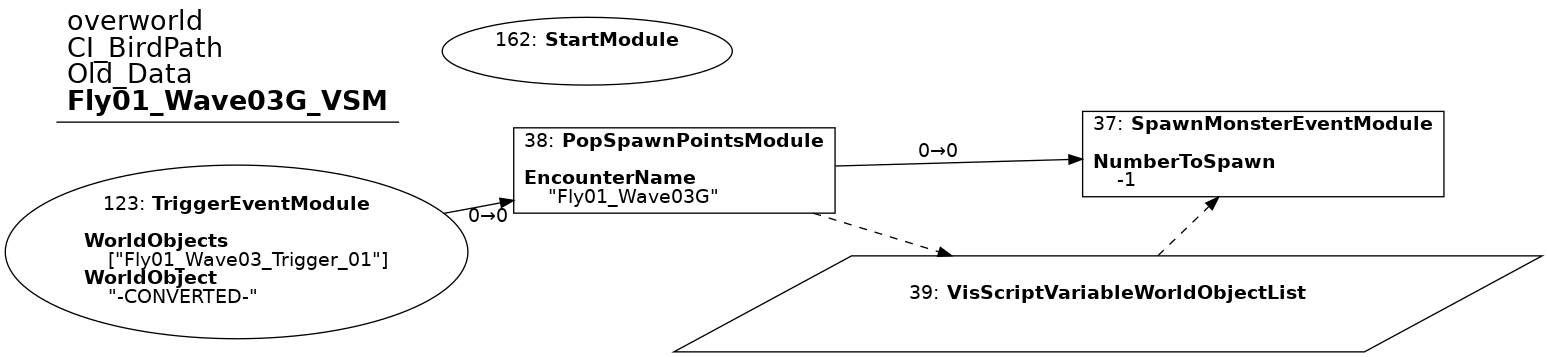 overworld
CI_BirdPath
Old_Data
Fly01_Wave03G_VSM
162: StartModule
123: TriggerEventModule
WorldObjects
["Fly01_Wave03_Trigger_01"]
WorldObject
"-CONVERTED-"
0→0
38: PopSpawnPointsModule
EncounterName
"Fly01_Wave03G"
0→0
37: SpawnMonsterEventModule
NumberToSpawn
-1
39: VisScriptVariableWorldObjectList